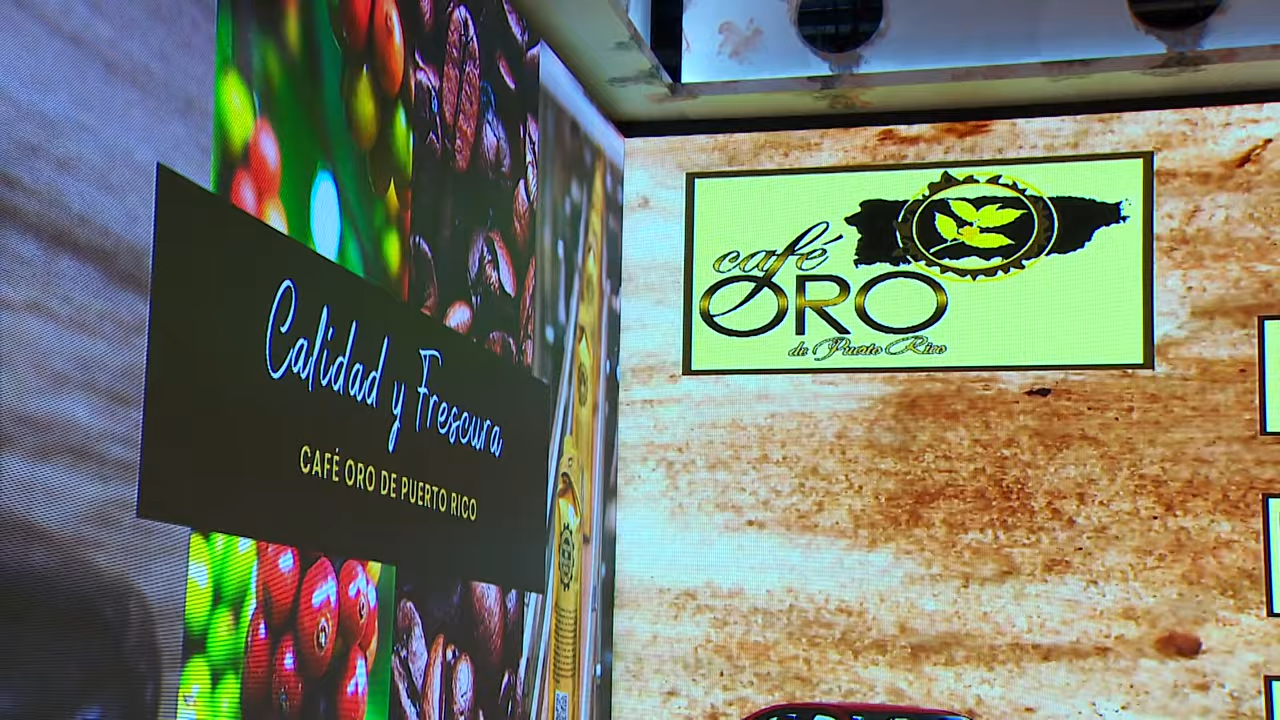 Calidad y Frescura
CAFÉ ORO DE PUERTO RICO
café
ORO
de Puerto Rico